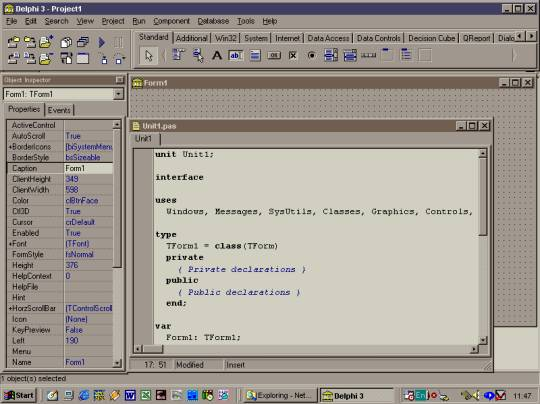 Delphi 3 - Project1
File Edit Search View Project Run Component Database Tools Help
Standard Additional Win32 System Internet Data Access Data Controls Decision Cube QReport Dialo
Object Inspector
Form1: TForm1
Properties Events
ActiveControl
AutoScroll True
+BorderIcons [biSystemMenu
BorderStyle bsSizeable
Caption Form1
ClientHeight 349
ClientWidth 598
Color clBtnFace
Ctl3D True
Cursor crDefault
Enabled True
+Font (TFont)
FormStyle fsNormal
Height 376
HelpContext 0
HelpFile
Hint
+HorzScrollBar (TControlScroll
Icon (None)
KeyPreview False
Left 190
Menu
Name Form1
1 object(s) selected
Form1
Unit1.pas
Unit1
unit Unit1;
interface
uses
Windows, Messages, SysUtils, Classes, Graphics, Controls,
type
TForm1 = class(TForm)
private
{ Private declarations }
public
{ Public declarations }
end;
var
Form1: TForm1;
17: 51 Modified Insert
Start Exploring - Net... Delphi 3 En 11:47